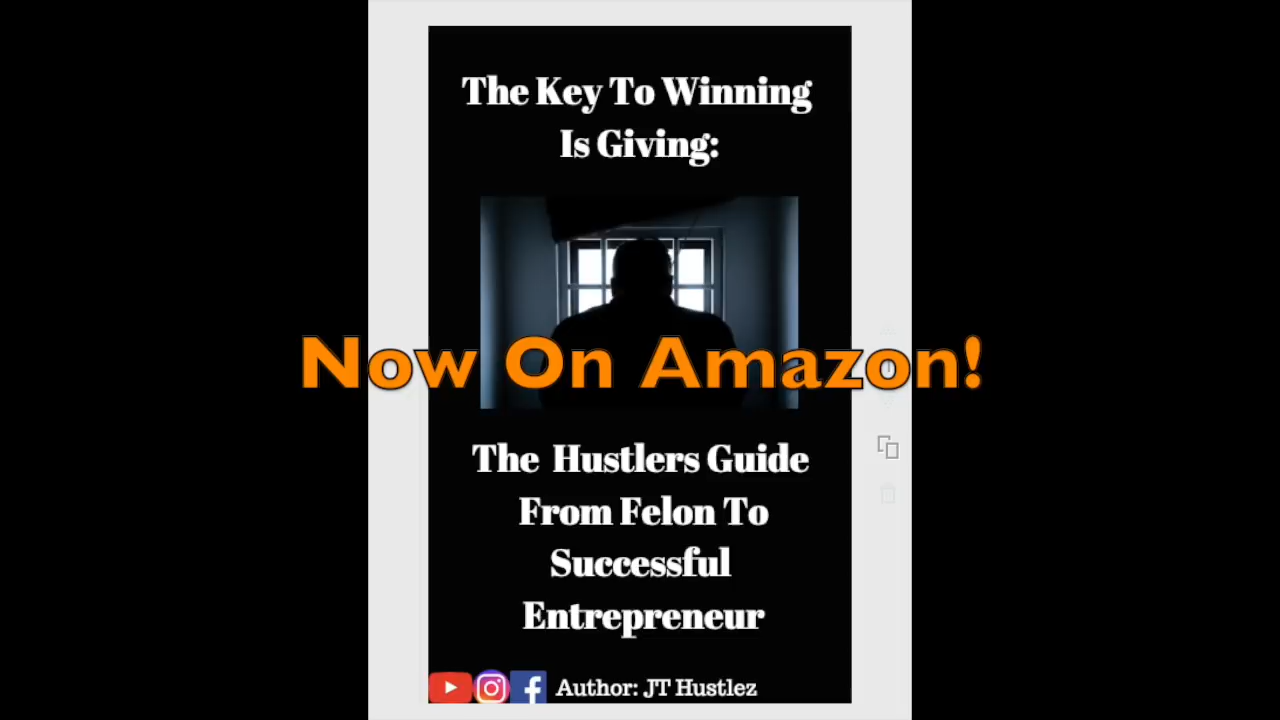 The Key To Winning
Is Giving:
Now On Amazon!
The Hustlers Guide
From Felon To
Successful
Entrepreneur
Author: JT Hustlez